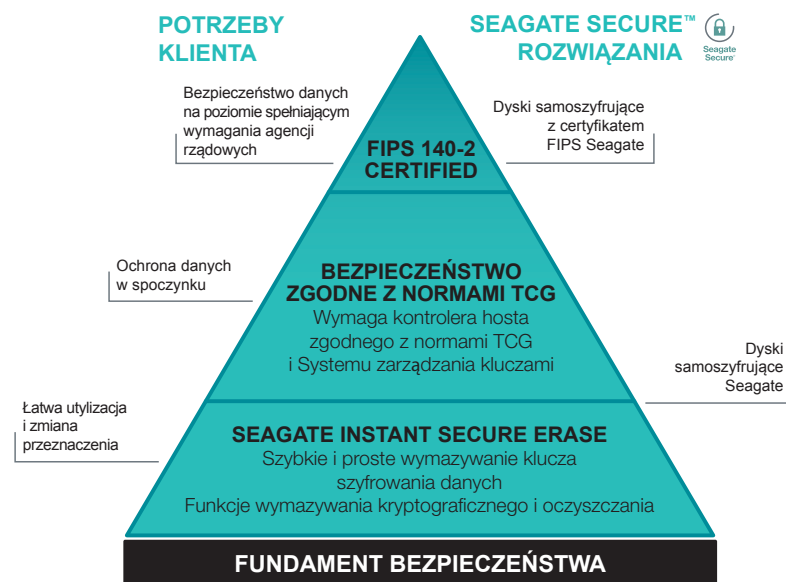 POTRZEBY
KLIENTA
SEAGATE SECURE™
ROZWIĄZANIA
Seagate
Secure™
Bezpieczeństwo danych
na poziomie spełniającym
wymagania agencji
rządowych
Dyski samoszyfrujące
z certyfikatem
FIPS Seagate
FIPS 140-2
CERTIFIED
Ochrona danych
w spoczynku
BEZPIECZEŃSTWO
ZGODNE Z NORMAMI TCG
Wymaga kontrolera hosta
zgodnego z normami TCG
i Systemu zarządzania kluczami
Dyski
samoszyfrujące
Seagate
Łatwa utylizacja
i zmiana
przeznaczenia
SEAGATE INSTANT SECURE ERASE
Szybkie i proste wymazywanie klucza
szyfrowania danych
Funkcje wymazywania kryptograficznego i oczyszczania
FUNDAMENT BEZPIECZEŃSTWA